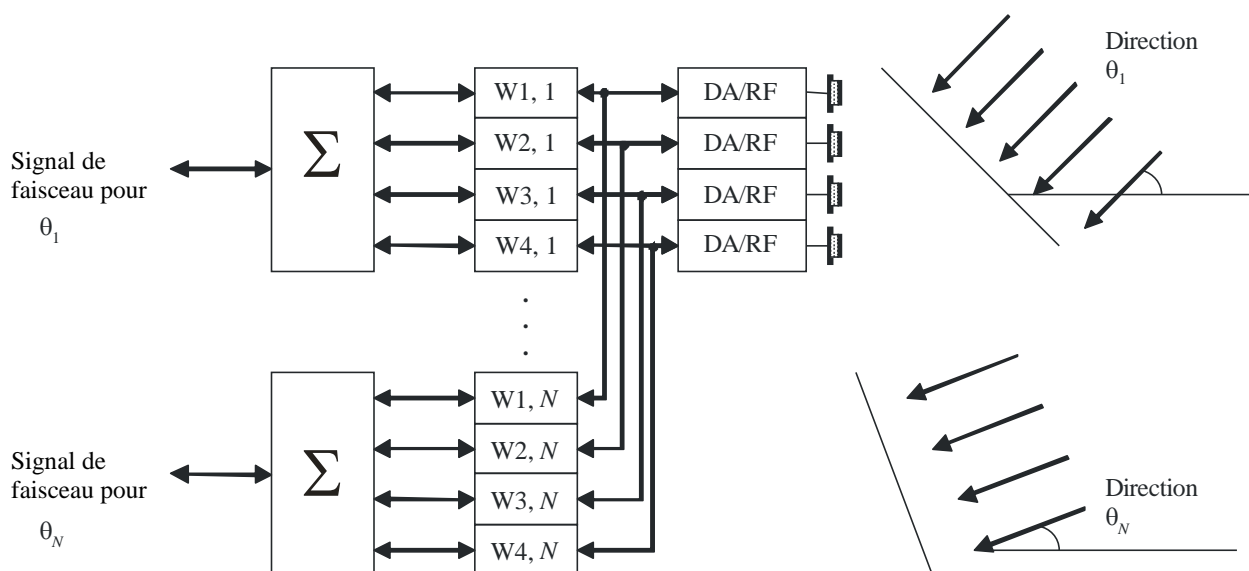 Direction
θ1
Σ
W1, 1
DA/RF
W2, 1
DA/RF
W3, 1
DA/RF
W4, 1
DA/RF
Signal de
faisceau pour
θ1
.
.
.
Σ
W1, N
W2, N
W3, N
W4, N
Signal de
faisceau pour
θN
Direction
θN